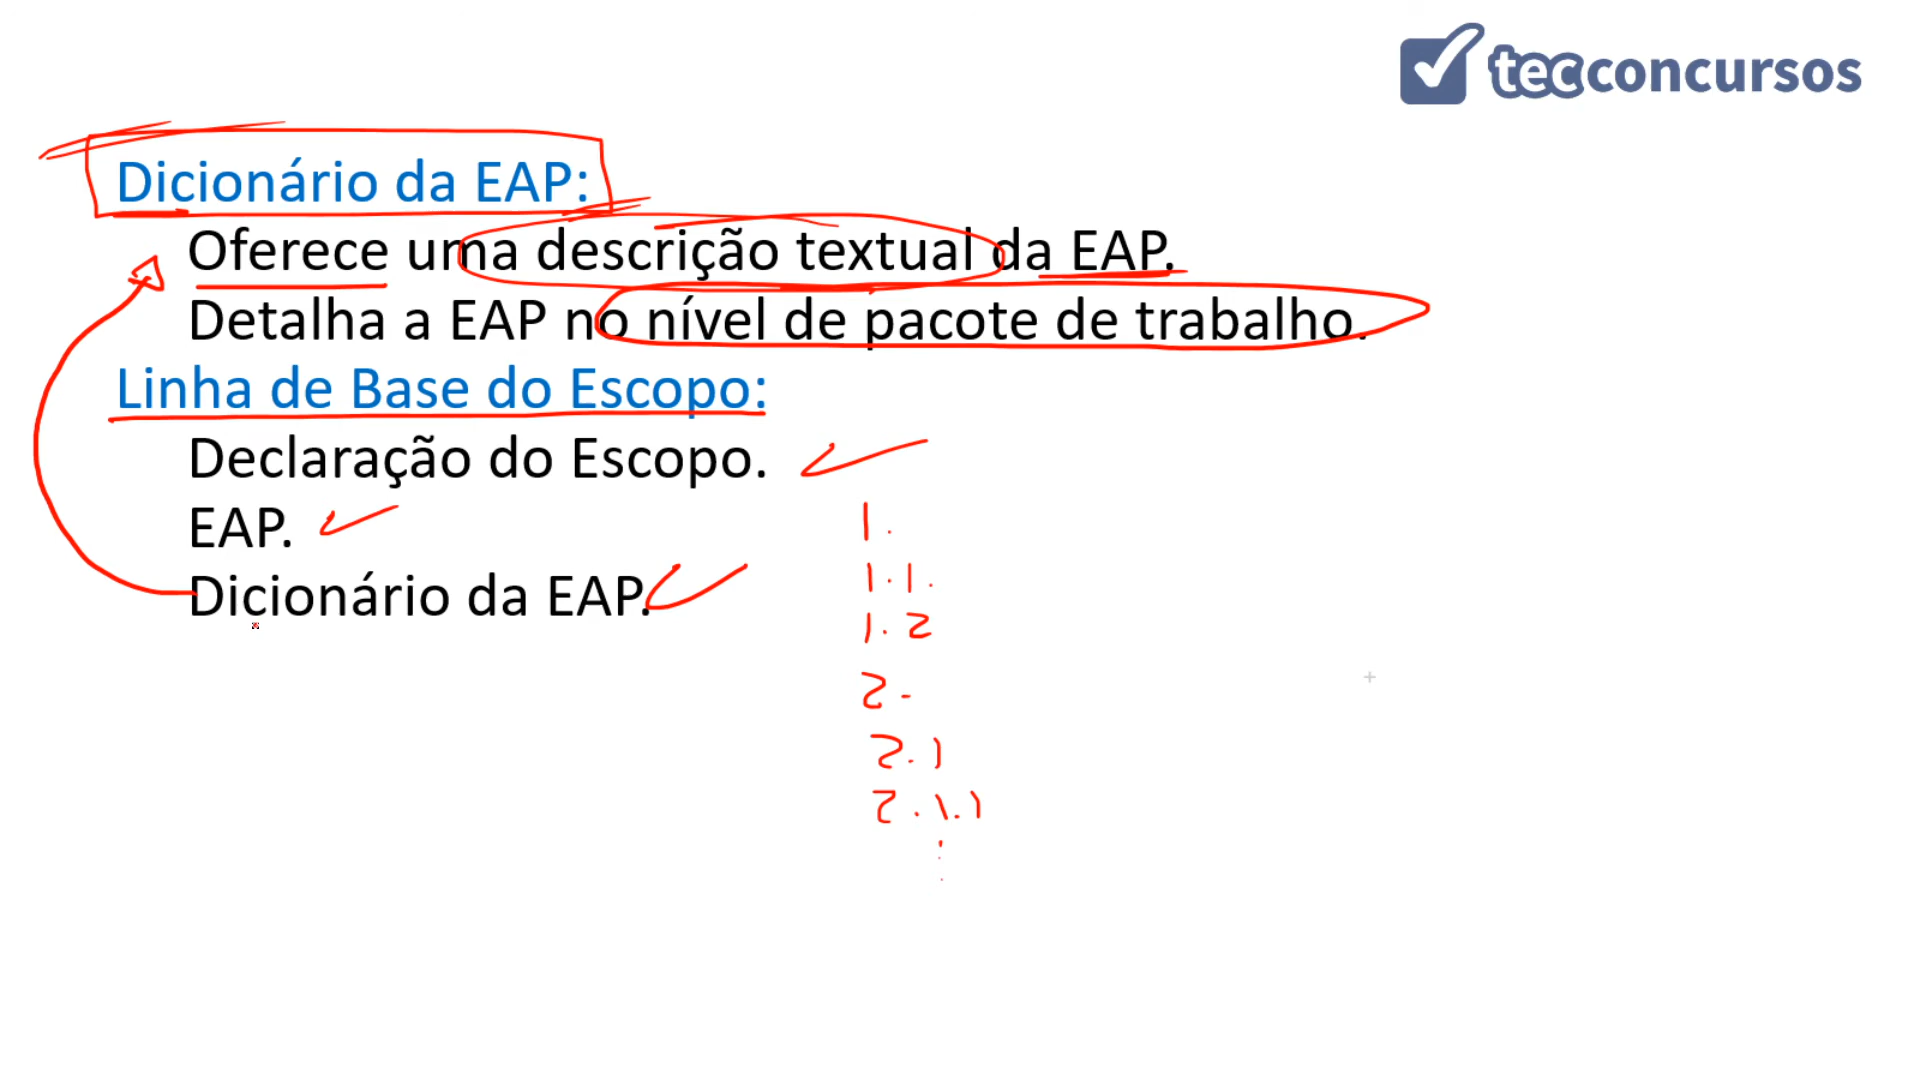 tecconcursos
Dicionário da EAP:
Oferece uma descrição textual da EAP.
Detalha a EAP no nível de pacote de trabalho.
Linha de Base do Escopo:
Declaração do Escopo.
EAP.
Dicionário da EAP.
1.
1.1.
1.2
2-
2.1
2.1.1